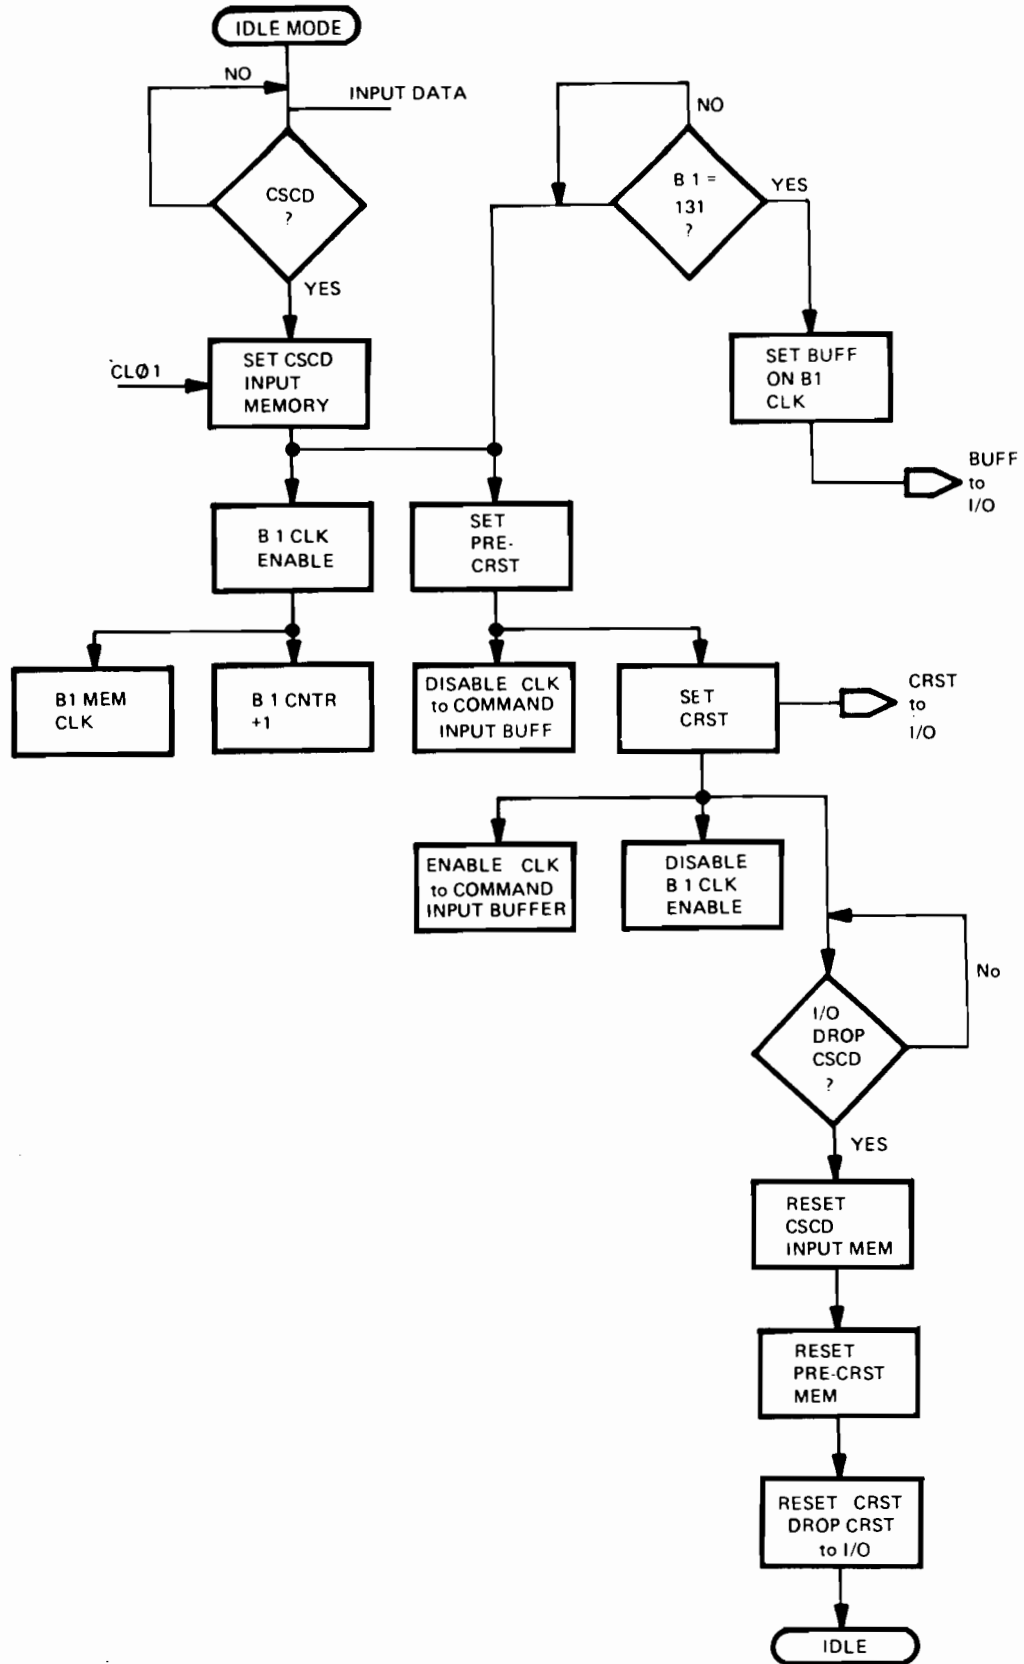 IDLE MODE
NO
INPUT DATA
CSCD
?
YES
CLØ1
SET CSCD
INPUT
MEMORY
NO
B 1 =
131
?
YES
SET BUFF
ON B1
CLK
BUFF
to
I/O
B 1 CLK
ENABLE
SET
PRE-
CRST
B1 MEM
CLK
B 1 CNTR
+1
DISABLE CLK
to COMMAND
INPUT BUFF
SET
CRST
CRST
to
I/O
ENABLE CLK
to COMMAND
INPUT BUFFER
DISABLE
B 1 CLK
ENABLE
No
I/O
DROP
CSCD
?
YES
RESET
CSCD
INPUT MEM
RESET
PRE-CRST
MEM
RESET CRST
DROP CRST
to I/O
IDLE